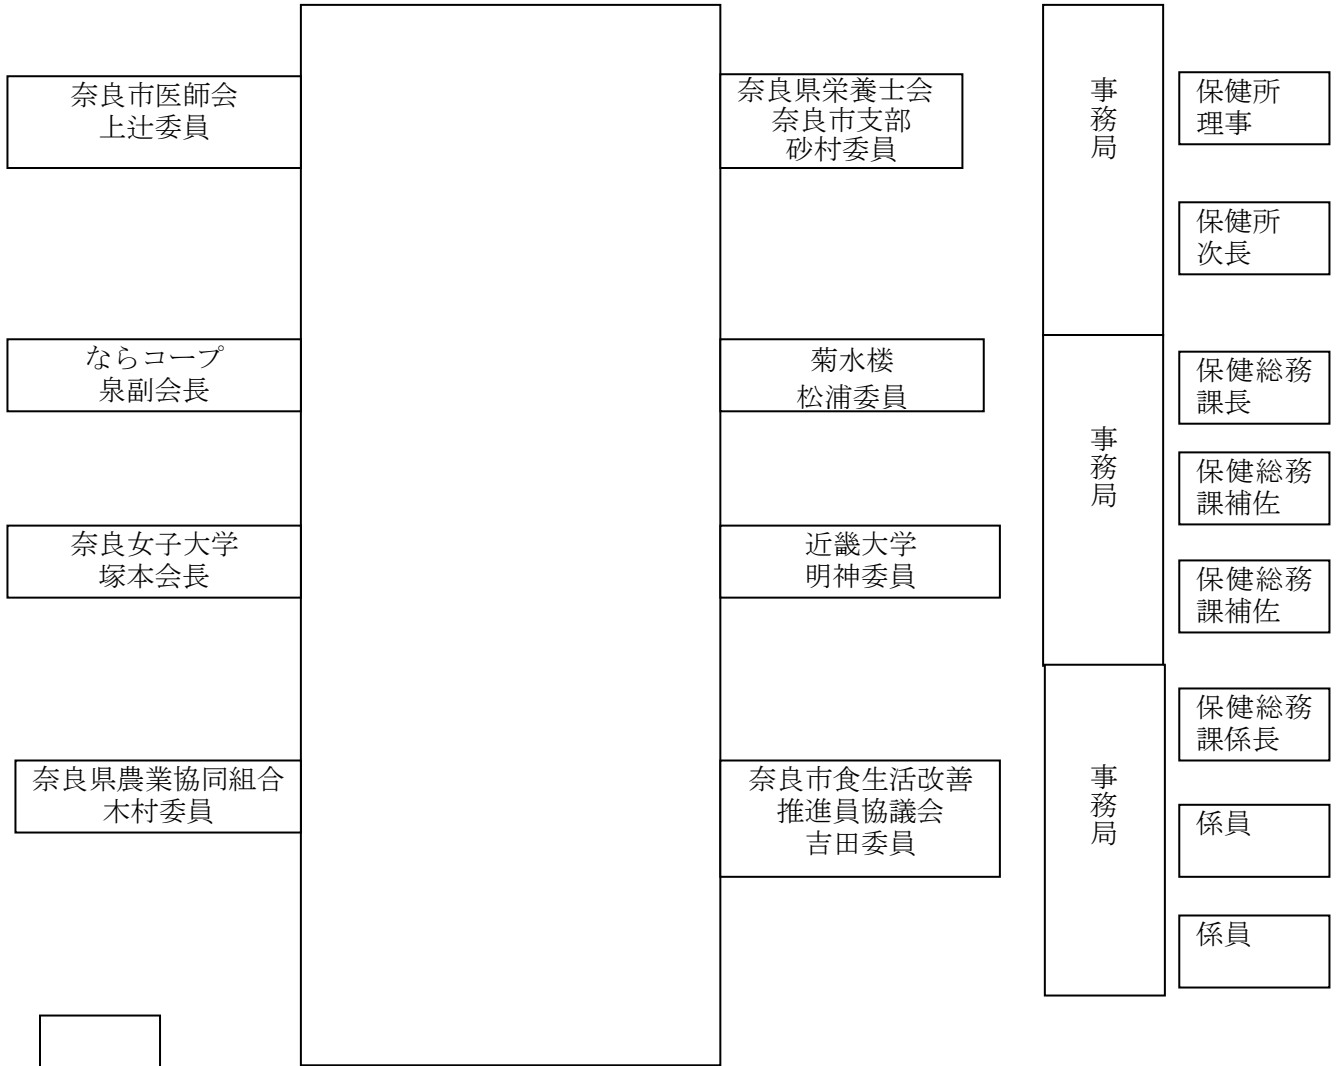 奈良市医師会
上辻委員
ならコープ
泉副会長
奈良女子大学
塚本会長
奈良県農業協同組合
木村委員
奈良県栄養士会
奈良市支部
砂村委員
菊水楼
松浦委員
近畿大学
明神委員
奈良市食生活改善
推進員協議会
吉田委員
事務局
事務局
事務局
保健所
理事
保健所
次長
保健総務
課長
保健総務
課補佐
保健総務
課補佐
保健総務
課係長
係員
係員